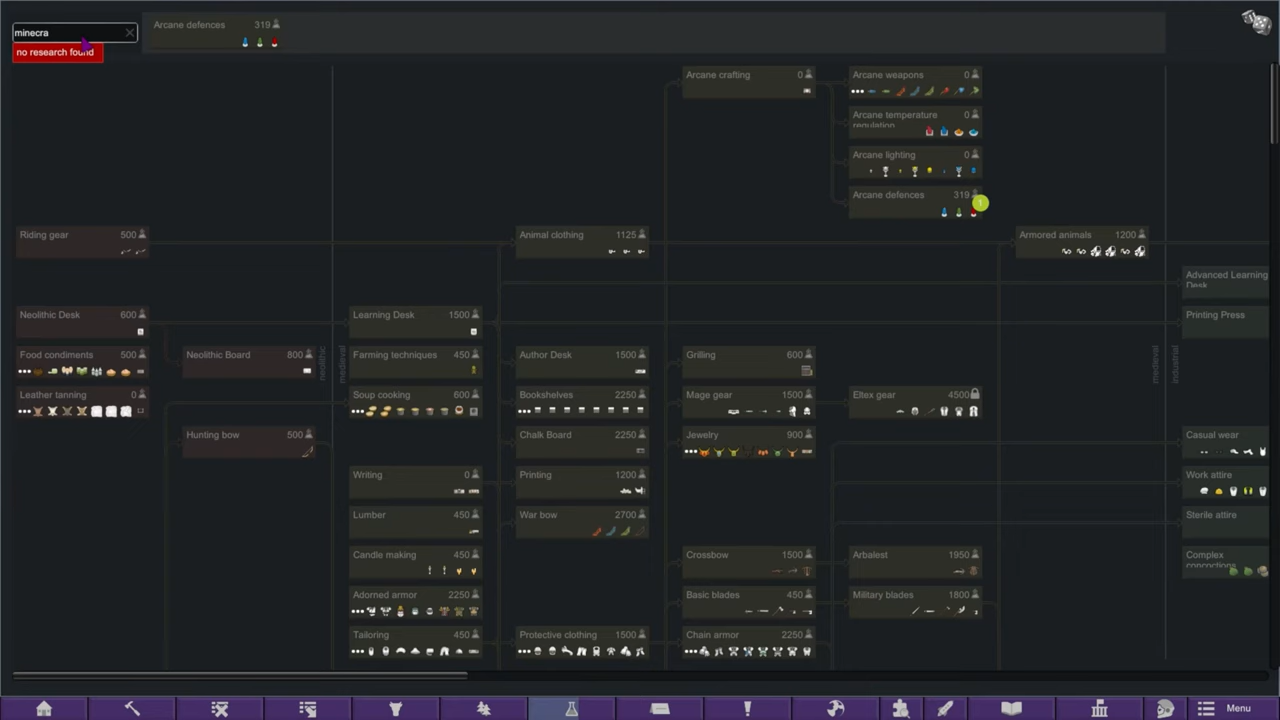 minecra
no research found
Arcane defences 319
Arcane crafting 0
Arcane weapons 0
Arcane temperature
regulation 0
Arcane lighting 0
Arcane defences 319
1
Riding gear 500
Animal clothing 1125
Armored animals 1200
Advanced Learning
Desk
Neolithic Desk 600
Learning Desk 1500
Printing Press
Food condiments 500
Neolithic Board 800
neolithic
medieval
Farming techniques 450
Author Desk 1500
Grilling 600
medieval
industrial
Leather tanning 0
Soup cooking 600
Bookshelves 2250
Mage gear 1500
Eltex gear 4500
Hunting bow 500
Chalk Board 2250
Jewelry 900
Casual wear
Writing 0
Printing 1200
Work attire
Lumber 450
War bow 2700
Sterile attire
Candle making 450
Crossbow 1500
Arbalest 1950
Complex
concoctions
Adorned armor 2250
Basic blades 450
Military blades 1800
Tailoring 450
Protective clothing 1500
Chain armor 2250
Menu